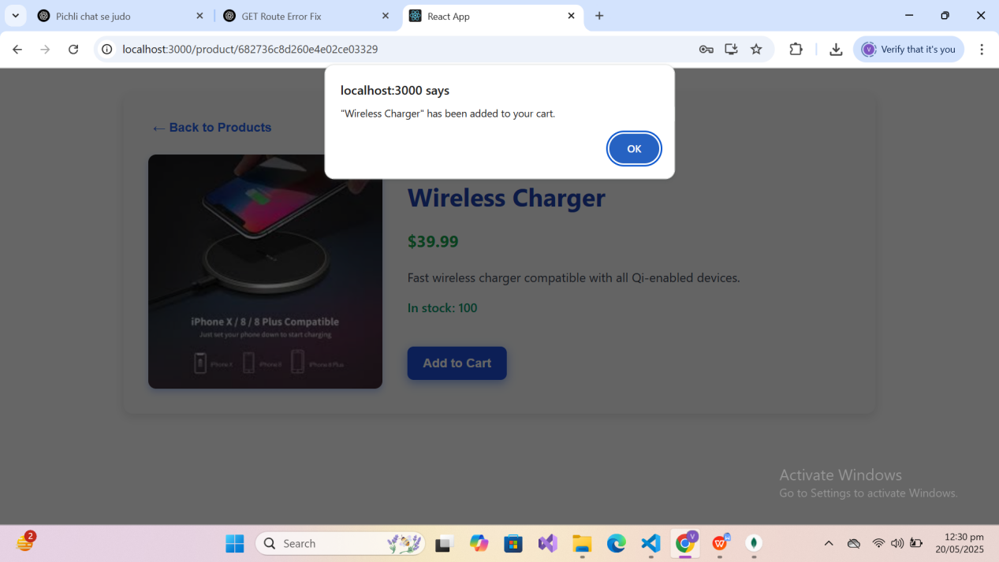 Pichli chat se judo
GET Route Error Fix
React App
localhost:3000/product/682736c8d260e4e02ce03329
Verify that it's you
localhost:3000 says
"Wireless Charger" has been added to your cart.
OK
← Back to Products
Wireless Charger
$39.99
Fast wireless charger compatible with all Qi-enabled devices.
In stock: 100
Add to Cart
iPhone X / 8 / 8 Plus Compatible
Just set your phone down to start charging
iPhone X
iPhone 8
iPhone 8 Plus
Activate Windows
Go to Settings to activate Windows.
2
Search
V
12:30 pm
20/05/2025